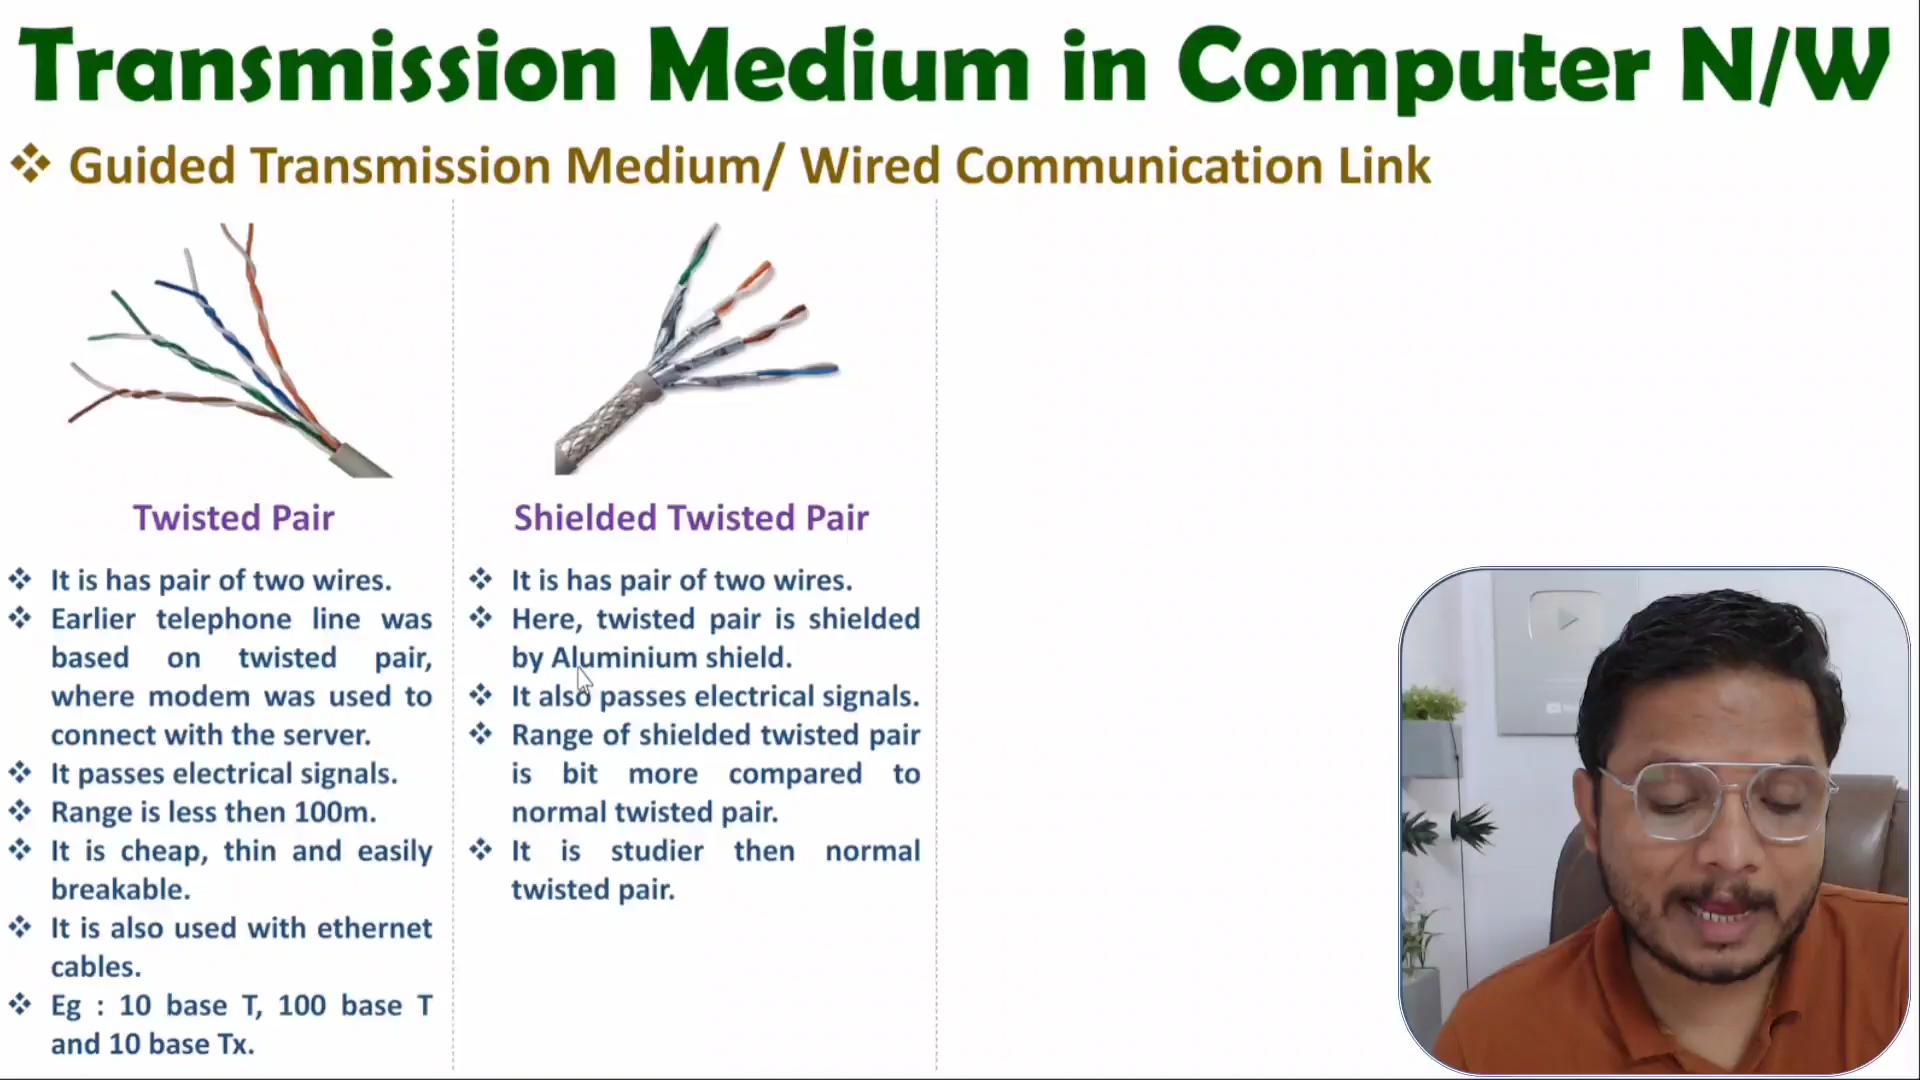 Transmission Medium in Computer N/W
❖ Guided Transmission Medium/ Wired Communication Link
Twisted Pair
❖ It is has pair of two wires.
❖ Earlier telephone line was
based on twisted pair,
where modem was used to
connect with the server.
❖ It passes electrical signals.
❖ Range is less then 100m.
❖ It is cheap, thin and easily
breakable.
❖ It is also used with ethernet
cables.
❖ Eg : 10 base T, 100 base T
and 10 base Tx.
Shielded Twisted Pair
❖ It is has pair of two wires.
❖ Here, twisted pair is shielded
by Aluminium shield.
❖ It also passes electrical signals.
❖ Range of shielded twisted pair
is bit more compared to
normal twisted pair.
❖ It is studier then normal
twisted pair.